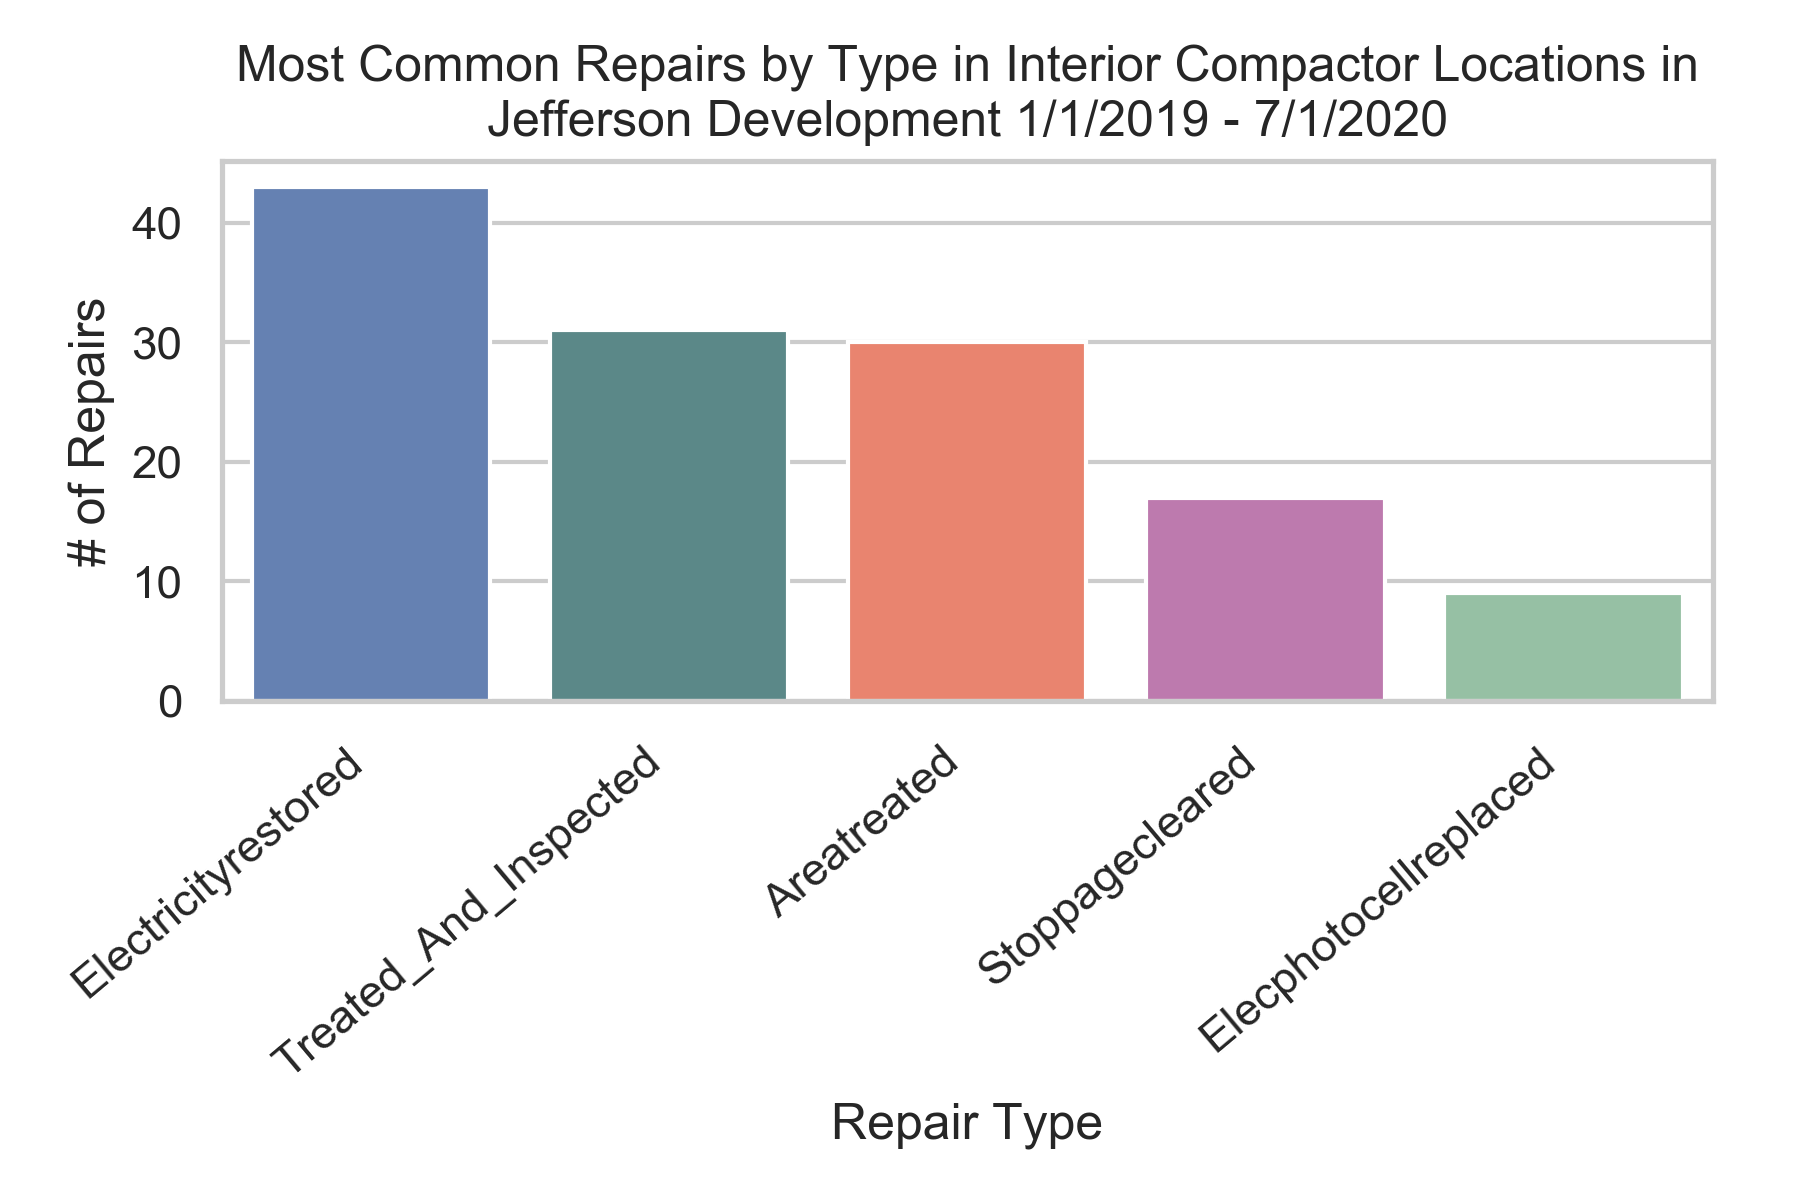 Most Common Repairs by Type in Interior Compactor Locations in
Jefferson Development 1/1/2019 - 7/1/2020
# of Repairs
40
30
20
10
0
Electricityrestored
Treated_And_Inspected
Areatreated
Stoppagecleared
Elecphotocellreplaced
Repair Type